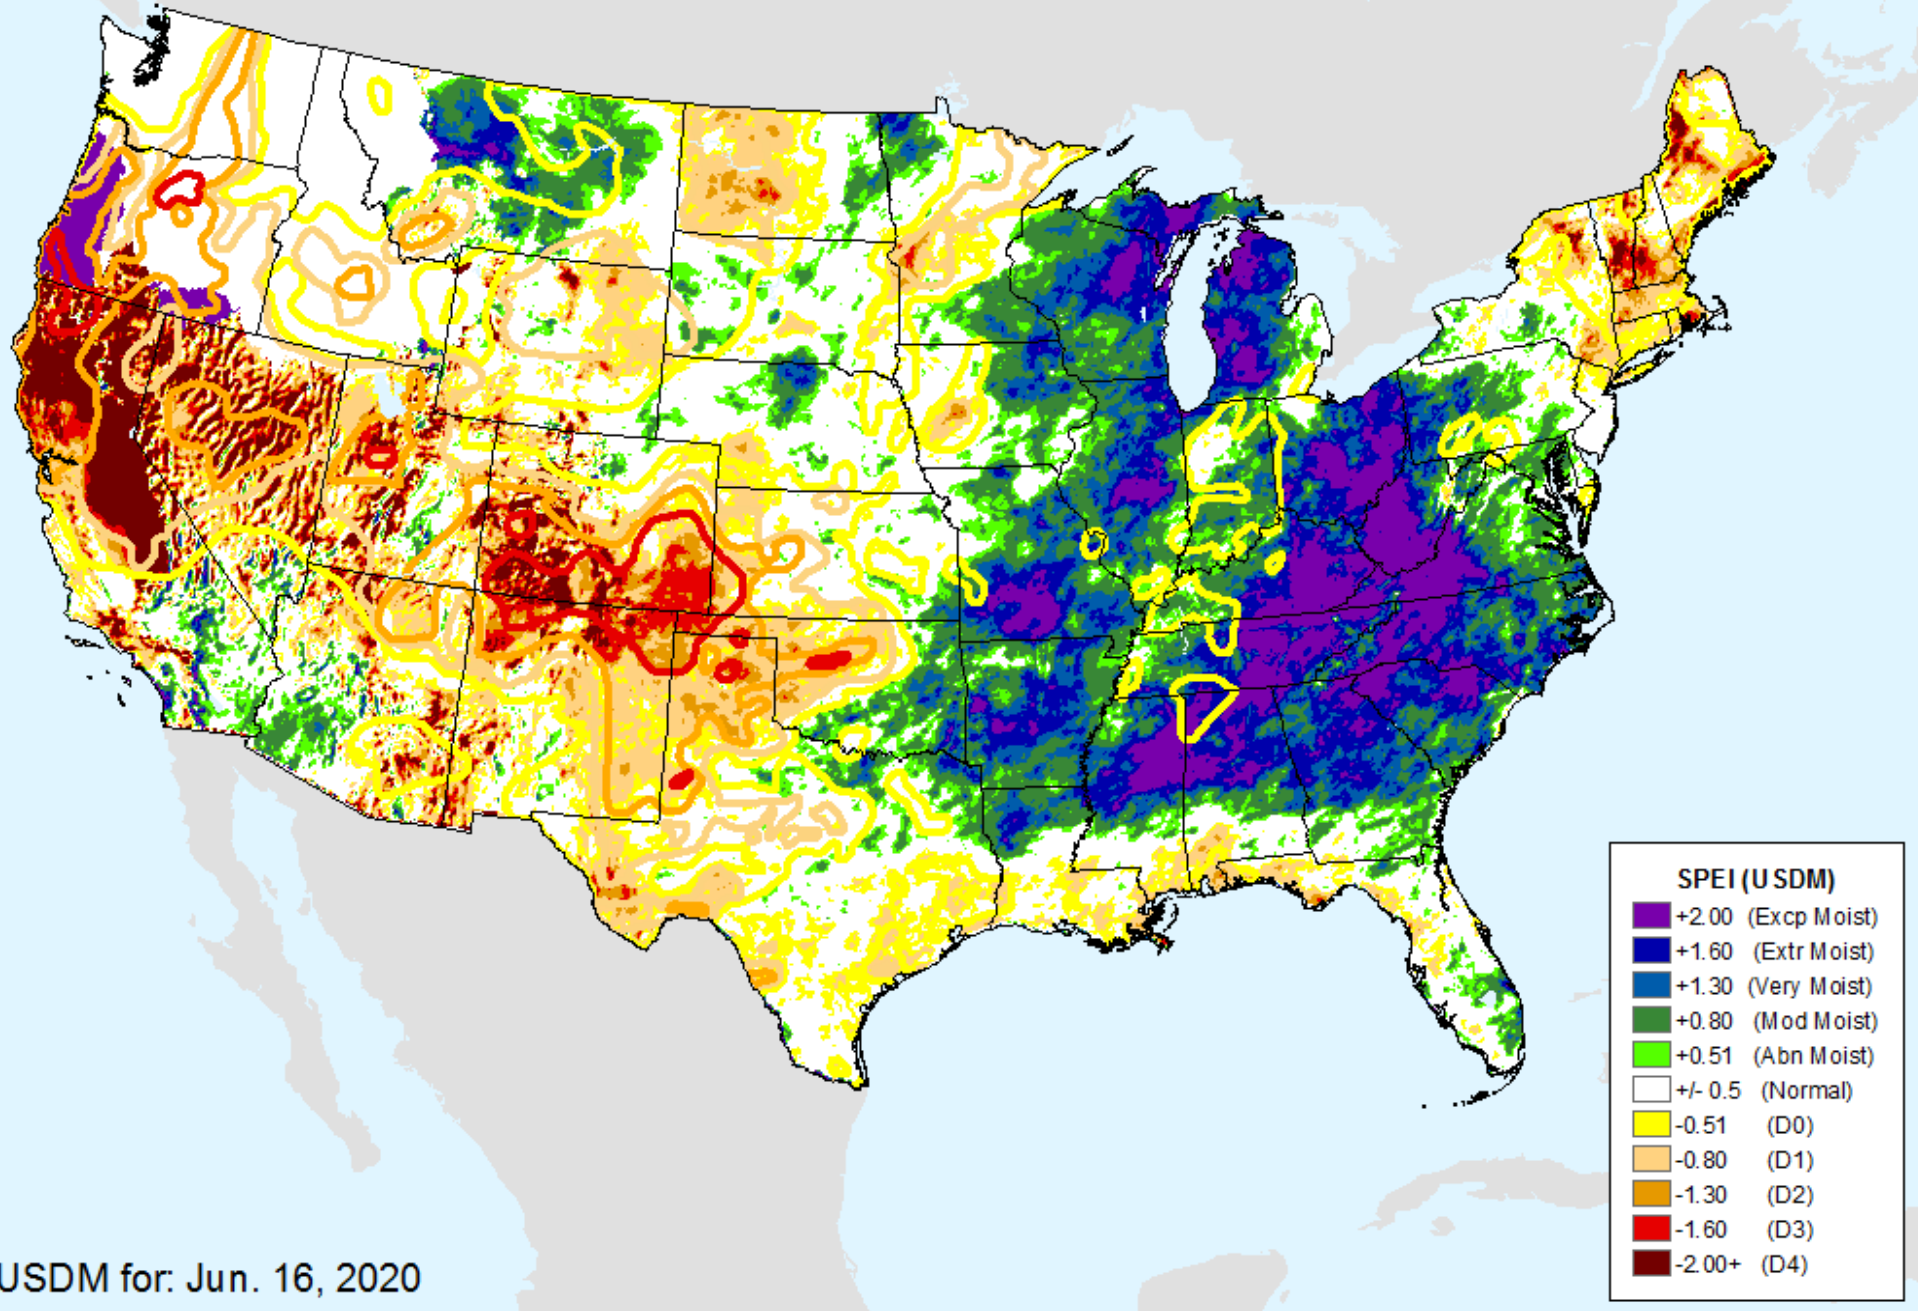 SPEI (USDM)
+2.00 (Excp Moist)
+1.60 (Extr Moist)
+1.30 (Very Moist)
+0.80 (Mod Moist)
+0.51 (Abn Moist)
+/- 0.5 (Normal)
-0.51 (D0)
-0.80 (D1)
-1.30 (D2)
-1.60 (D3)
-2.00+ (D4)
USDM for: Jun. 16, 2020